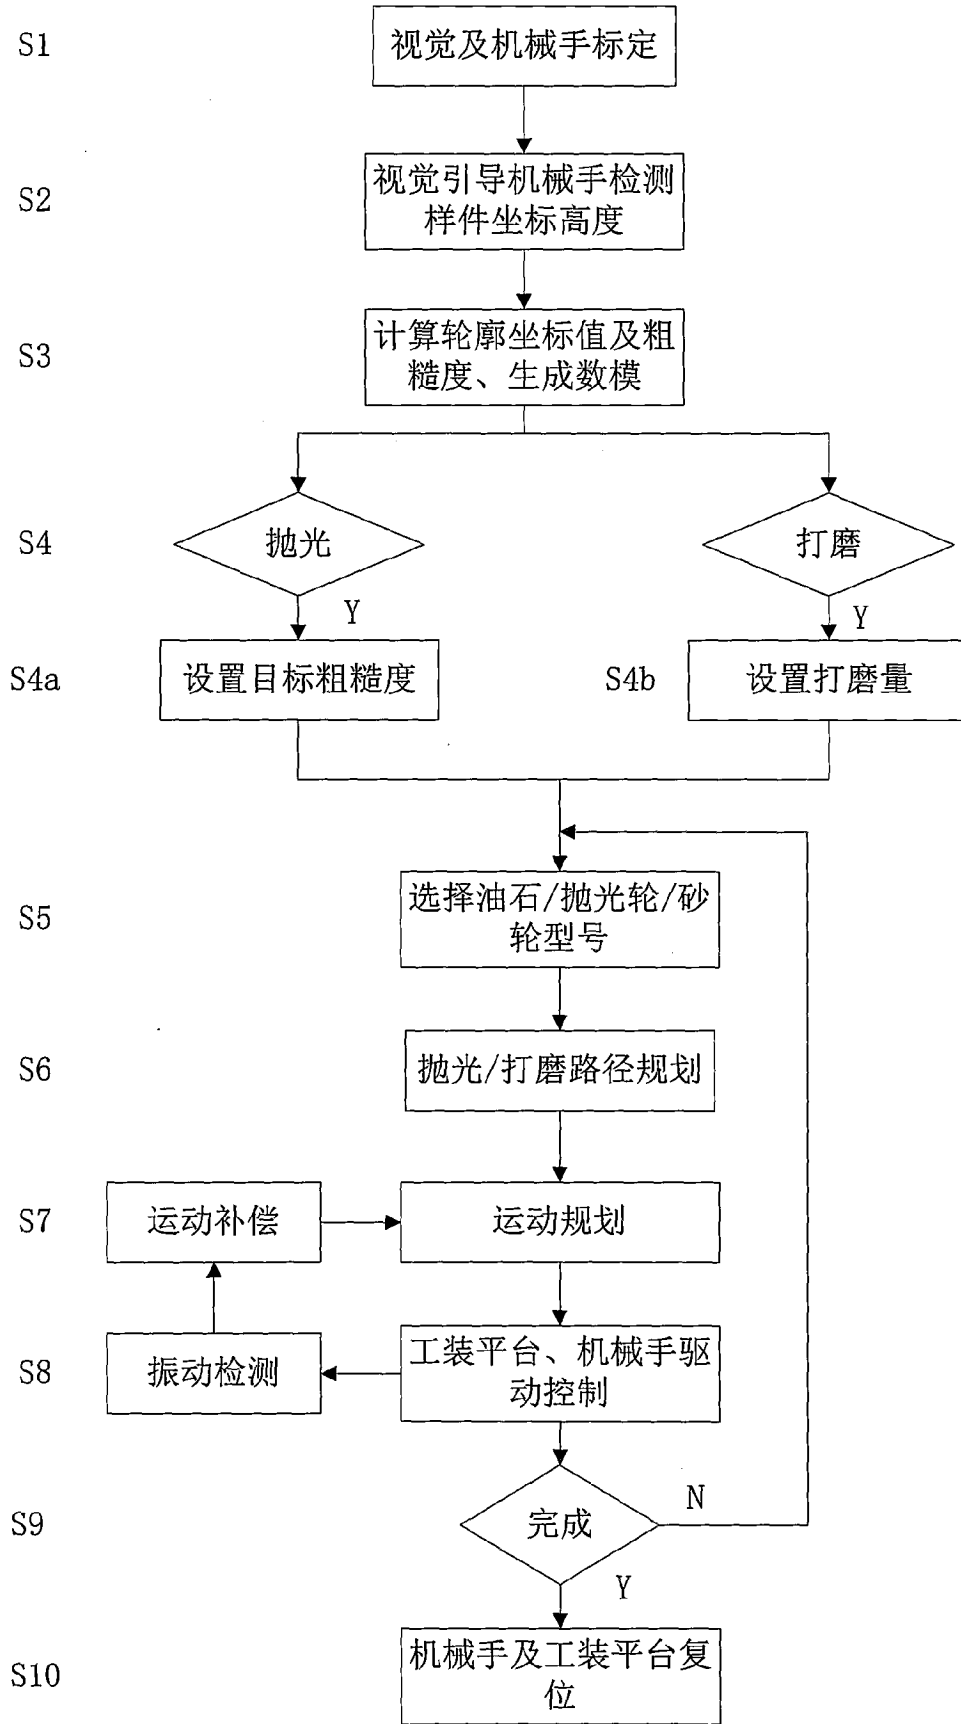 S1
视觉及机械手标定
S2
视觉引导机械手检测
样件坐标高度
S3
计算轮廓坐标值及粗
糙度、生成数模
S4
抛光
打磨
Y
Y
S4a
设置目标粗糙度
S4b
设置打磨量
S5
选择油石/抛光轮/砂
轮型号
S6
抛光/打磨路径规划
S7
运动补偿
运动规划
S8
振动检测
工装平台、机械手驱
动控制
S9
完成
N
Y
S10
机械手及工装平台复
位